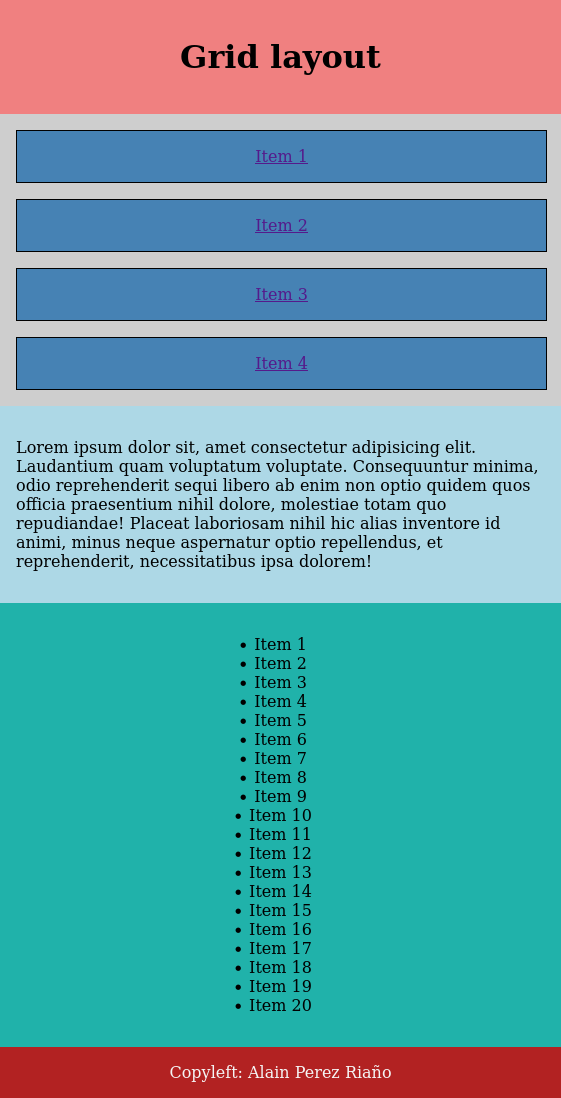 Grid layout
Item 1
Item 2
Item 3
Item 4
Lorem ipsum dolor sit, amet consectetur adipisicing elit.
Laudantium quam voluptatum voluptate. Consequuntur minima,
odio reprehenderit sequi libero ab enim non optio quidem quos
officia praesentium nihil dolore, molestiae totam quo
repudiandae! Placeat laboriosam nihil hic alias inventore id
animi, minus neque aspernatur optio repellendus, et
reprehenderit, necessitatibus ipsa dolorem!
• Item 1
• Item 2
• Item 3
• Item 4
• Item 5
• Item 6
• Item 7
• Item 8
• Item 9
• Item 10
• Item 11
• Item 12
• Item 13
• Item 14
• Item 15
• Item 16
• Item 17
• Item 18
• Item 19
• Item 20
Copyleft: Alain Perez Riaño